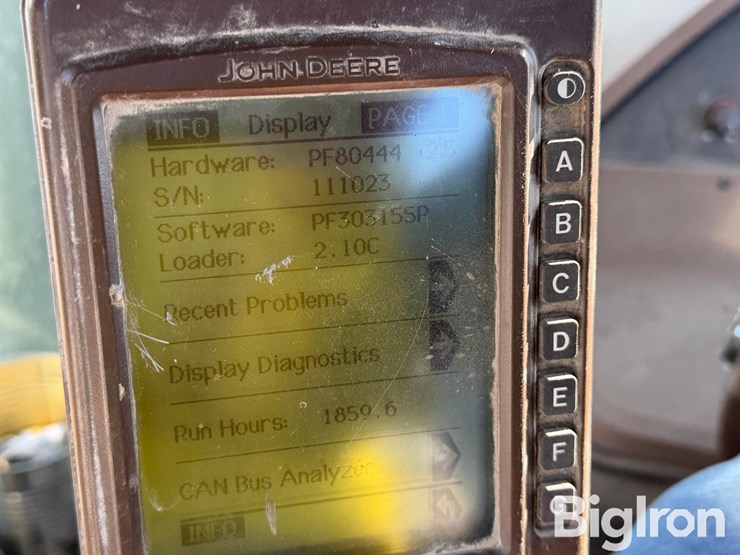 JOHN DEERE
INFO Display PAGE
Hardware: PF80444
S/N: 111023
Software: PF303155P
Loader: 2.10C
Recent Problems
Display Diagnostics
Run Hours: 1859.6
CAN Bus Analyzer
INFO
A
B
C
D
E
F
G
BigIron